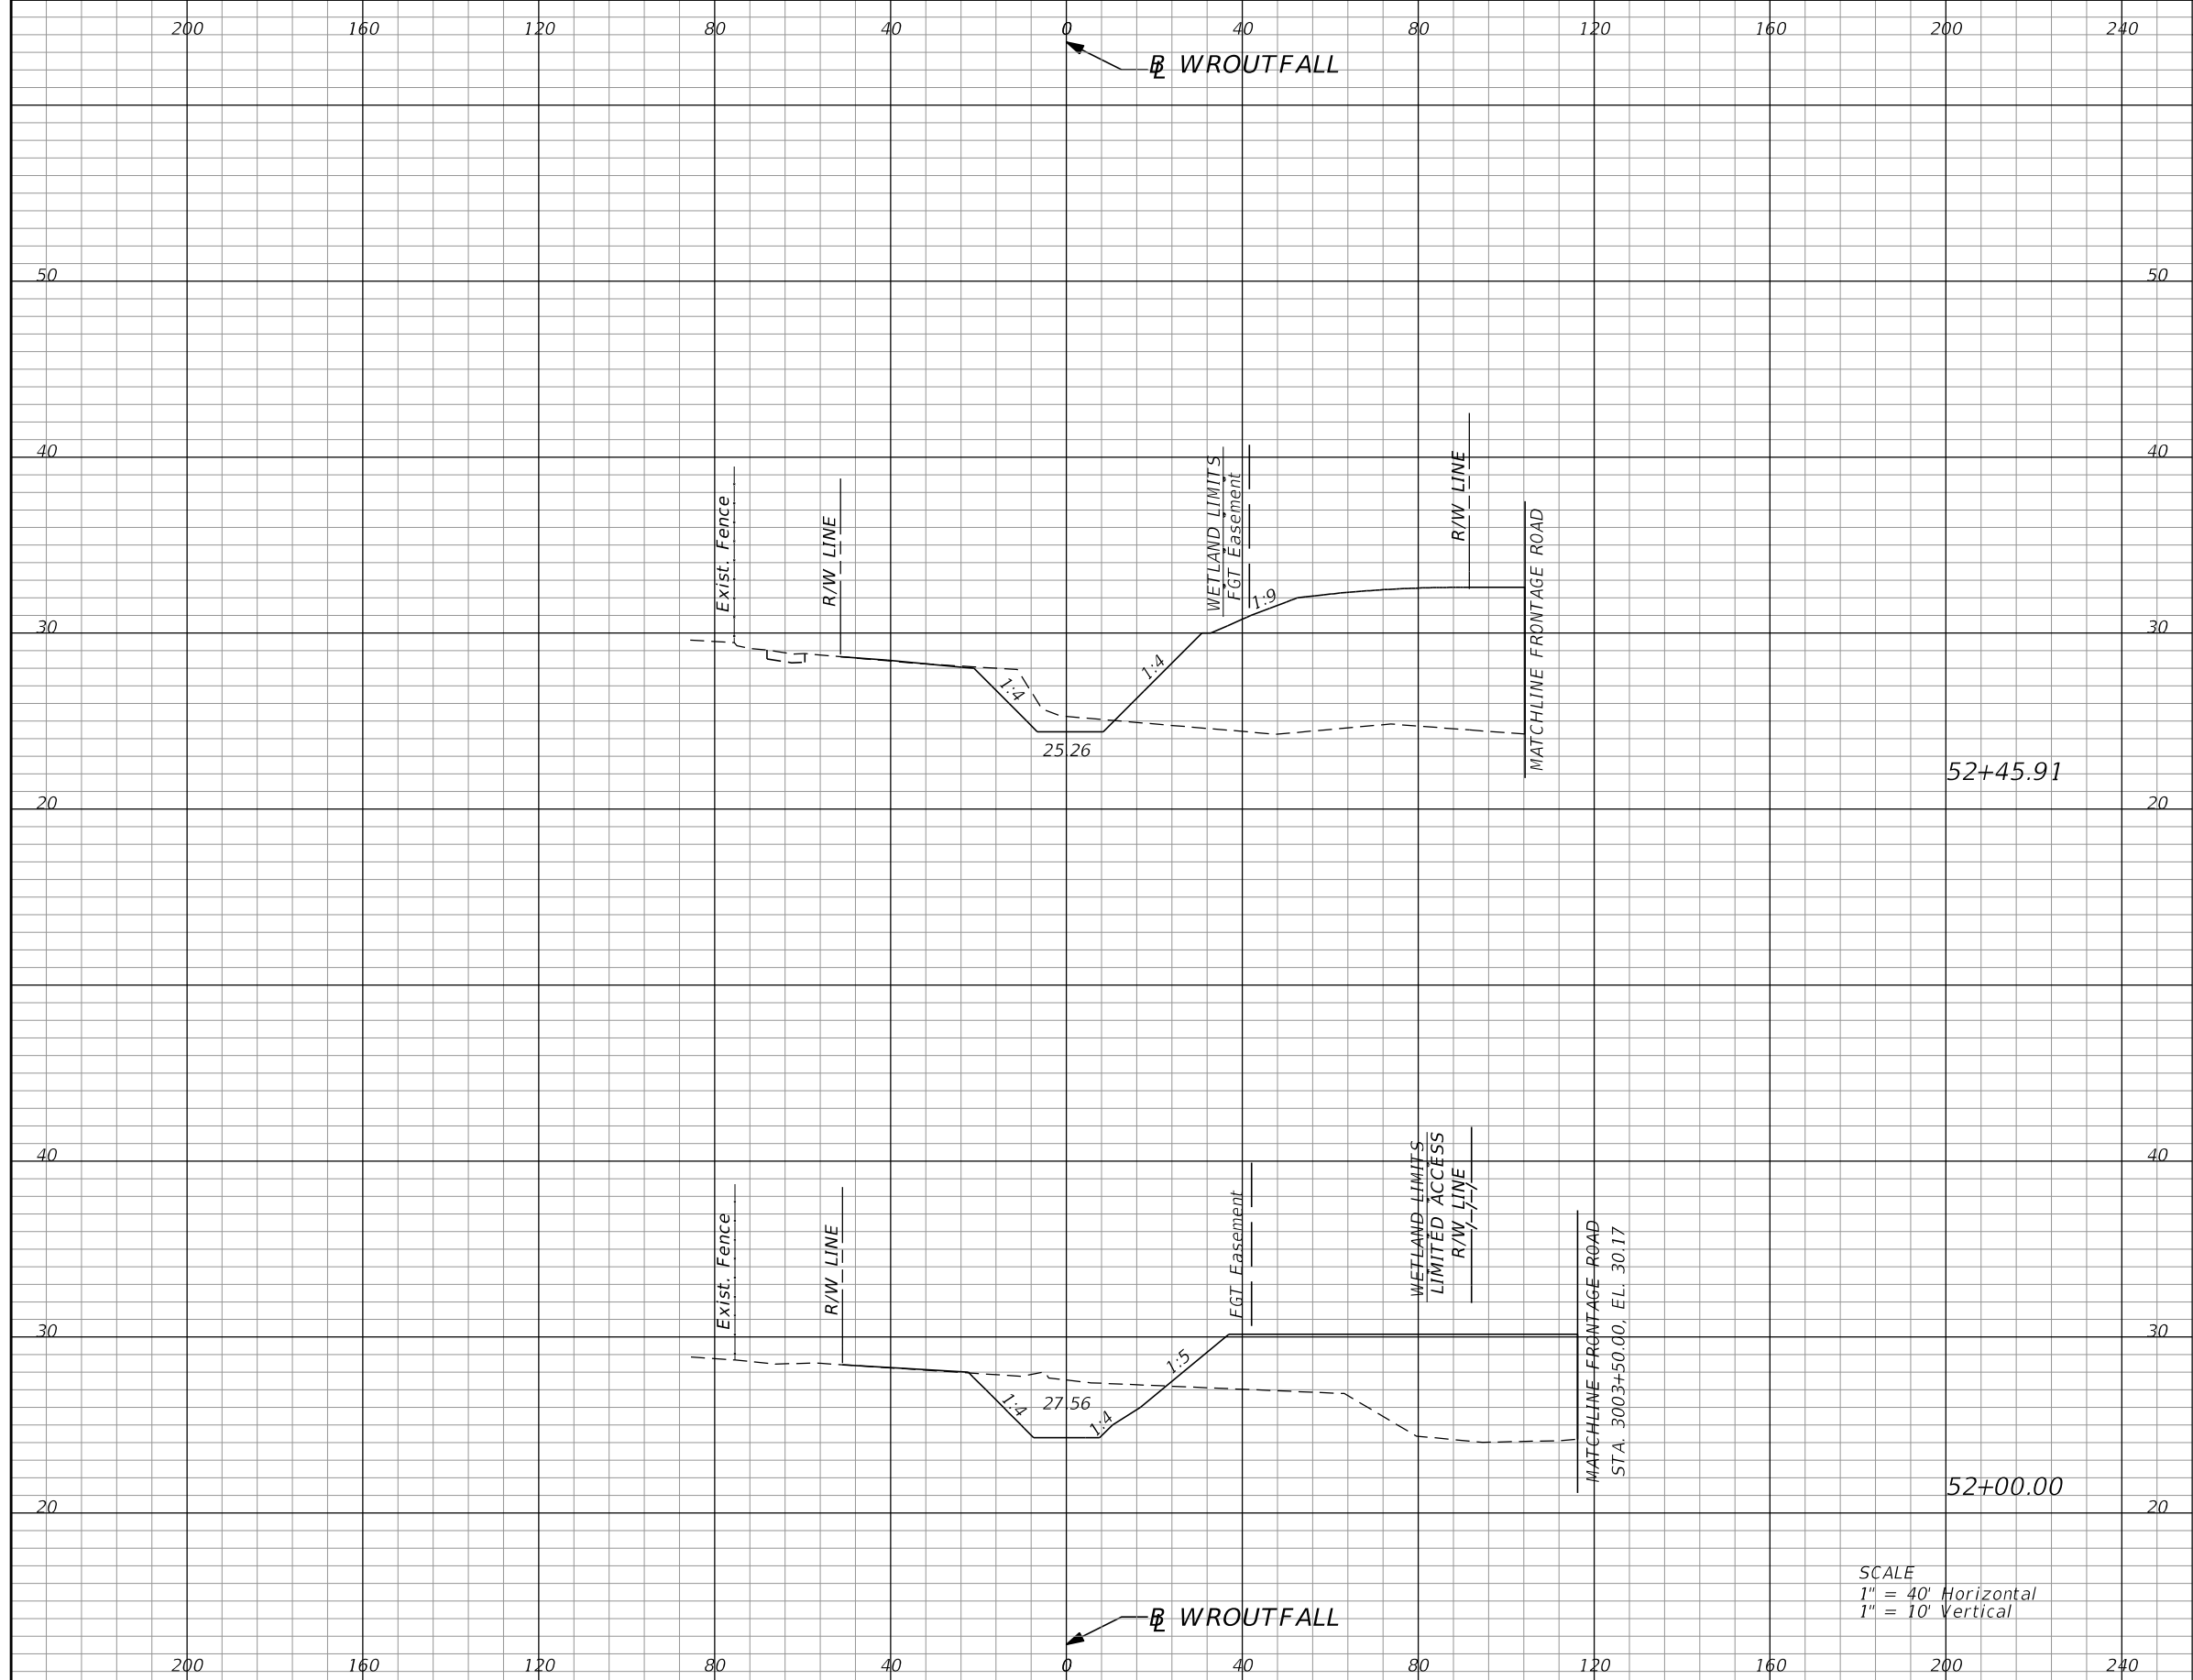 200 160 120 80 40 0 40 80 120 160 200 240
BL WROUTFALL
50 50
40 40
Exist. Fence
R/W LINE
WETLAND LIMITS
FGT Easement
R/W LINE
MATCHLINE FRONTAGE ROAD
1:9
30 30
1:4
1:4
25.26
52+45.91
20 20
40 40
Exist. Fence
R/W LINE
FGT Easement
WETLAND LIMITS
LIMITED ACCESS
R/W LINE
MATCHLINE FRONTAGE ROAD
STA. 3003+50.00, EL. 30.17
30 30
1:5
1:4
27.56
1:4
52+00.00
20 20
SCALE
1" = 40' Horizontal
1" = 10' Vertical
BL WROUTFALL
200 160 120 80 40 0 40 80 120 160 200 240